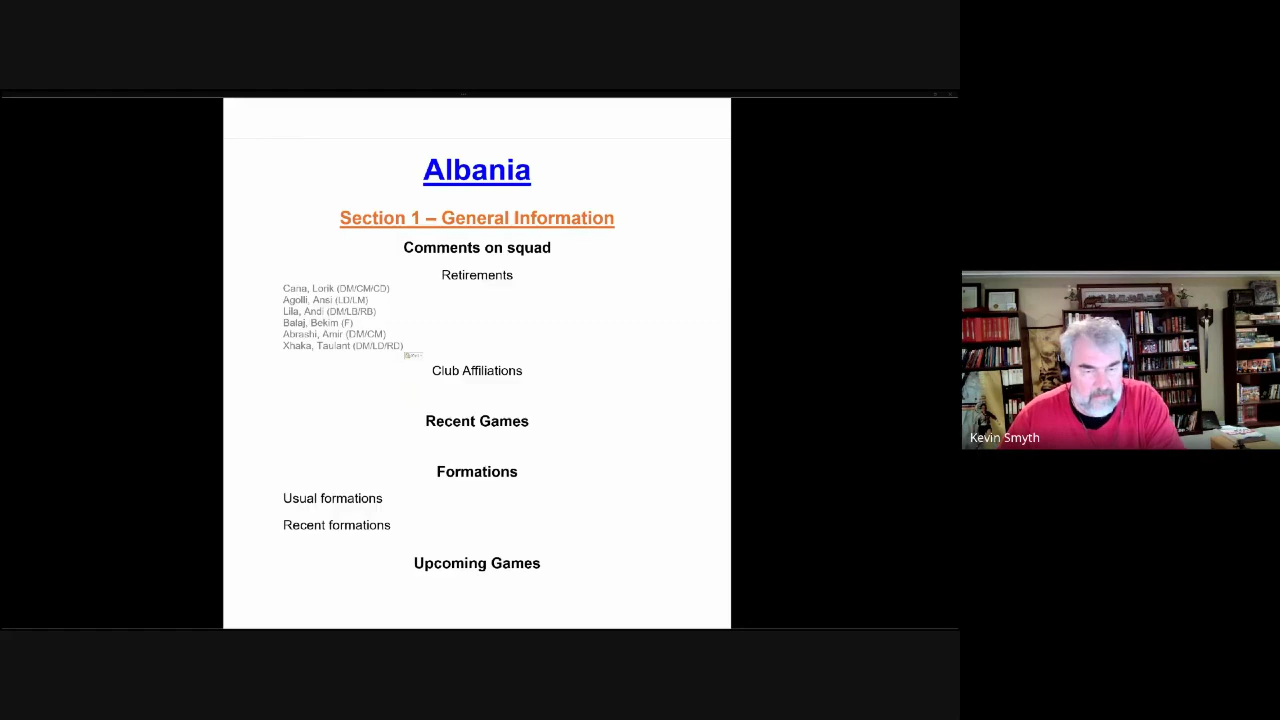 Albania
Section 1 – General Information
Comments on squad
Retirements
Cana, Lorik (DM/CM/CD)
Agolli, Ansi (LD/LM)
Lila, Andi (DM/LB/RB)
Balaj, Bekim (F)
Abrashi, Amir (DM/CM)
Xhaka, Taulant (DM/LD/RD)
Club Affiliations
Recent Games
Formations
Usual formations
Recent formations
Upcoming Games
Kevin Smyth